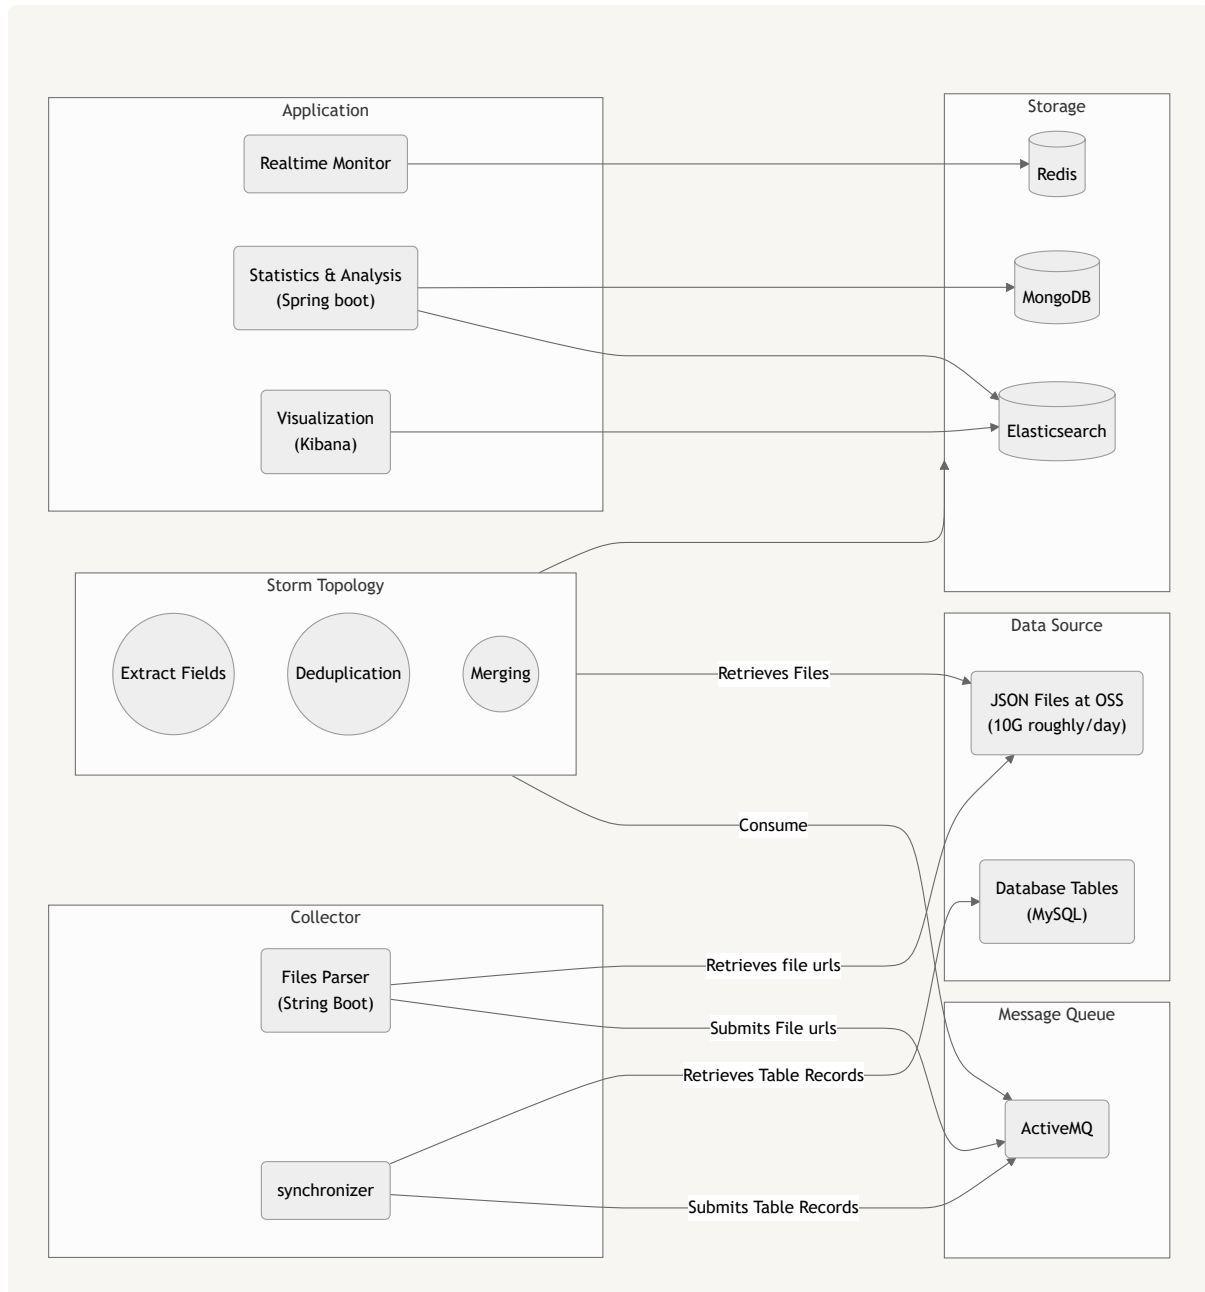 Application
Realtime Monitor
Statistics & Analysis
(Spring boot)
Visualization
(Kibana)
Storage
Redis
MongoDB
Elasticsearch
Storm Topology
Extract Fields
Deduplication
Merging
Retrieves Files
Data Source
JSON Files at OSS
(10G roughly/day)
Consume
Database Tables
(MySQL)
Collector
Files Parser
(String Boot)
Retrieves file urls
Submits File urls
Retrieves Table Records
synchronizer
Submits Table Records
Message Queue
ActiveMQ